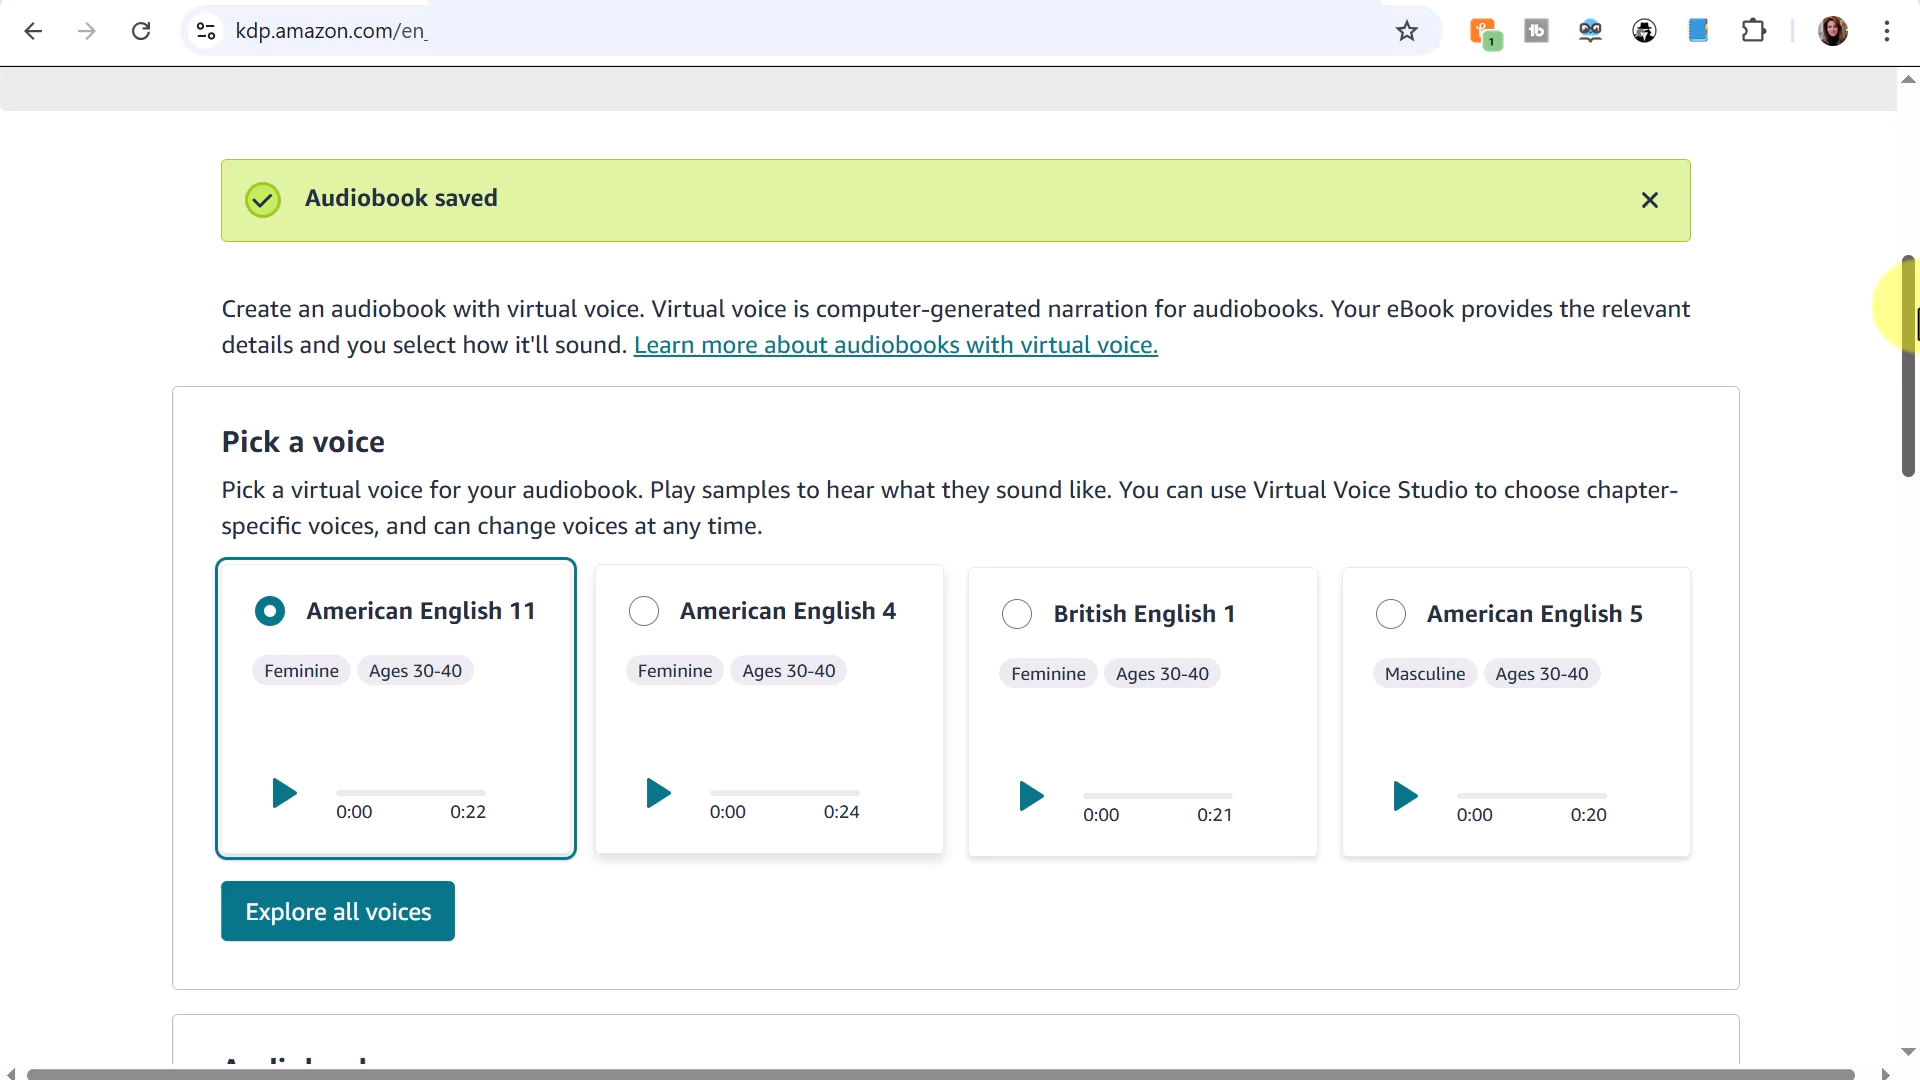 kdp.amazon.com/en_
1
Audiobook saved
Create an audiobook with virtual voice. Virtual voice is computer-generated narration for audiobooks. Your eBook provides the relevant
details and you select how it'll sound. Learn more about audiobooks with virtual voice.
Pick a voice
Pick a virtual voice for your audiobook. Play samples to hear what they sound like. You can use Virtual Voice Studio to choose chapter-
specific voices, and can change voices at any time.
American English 11
Feminine Ages 30-40
0:00 0:22
American English 4
Feminine Ages 30-40
0:00 0:24
British English 1
Feminine Ages 30-40
0:00 0:21
American English 5
Masculine Ages 30-40
0:00 0:20
Explore all voices